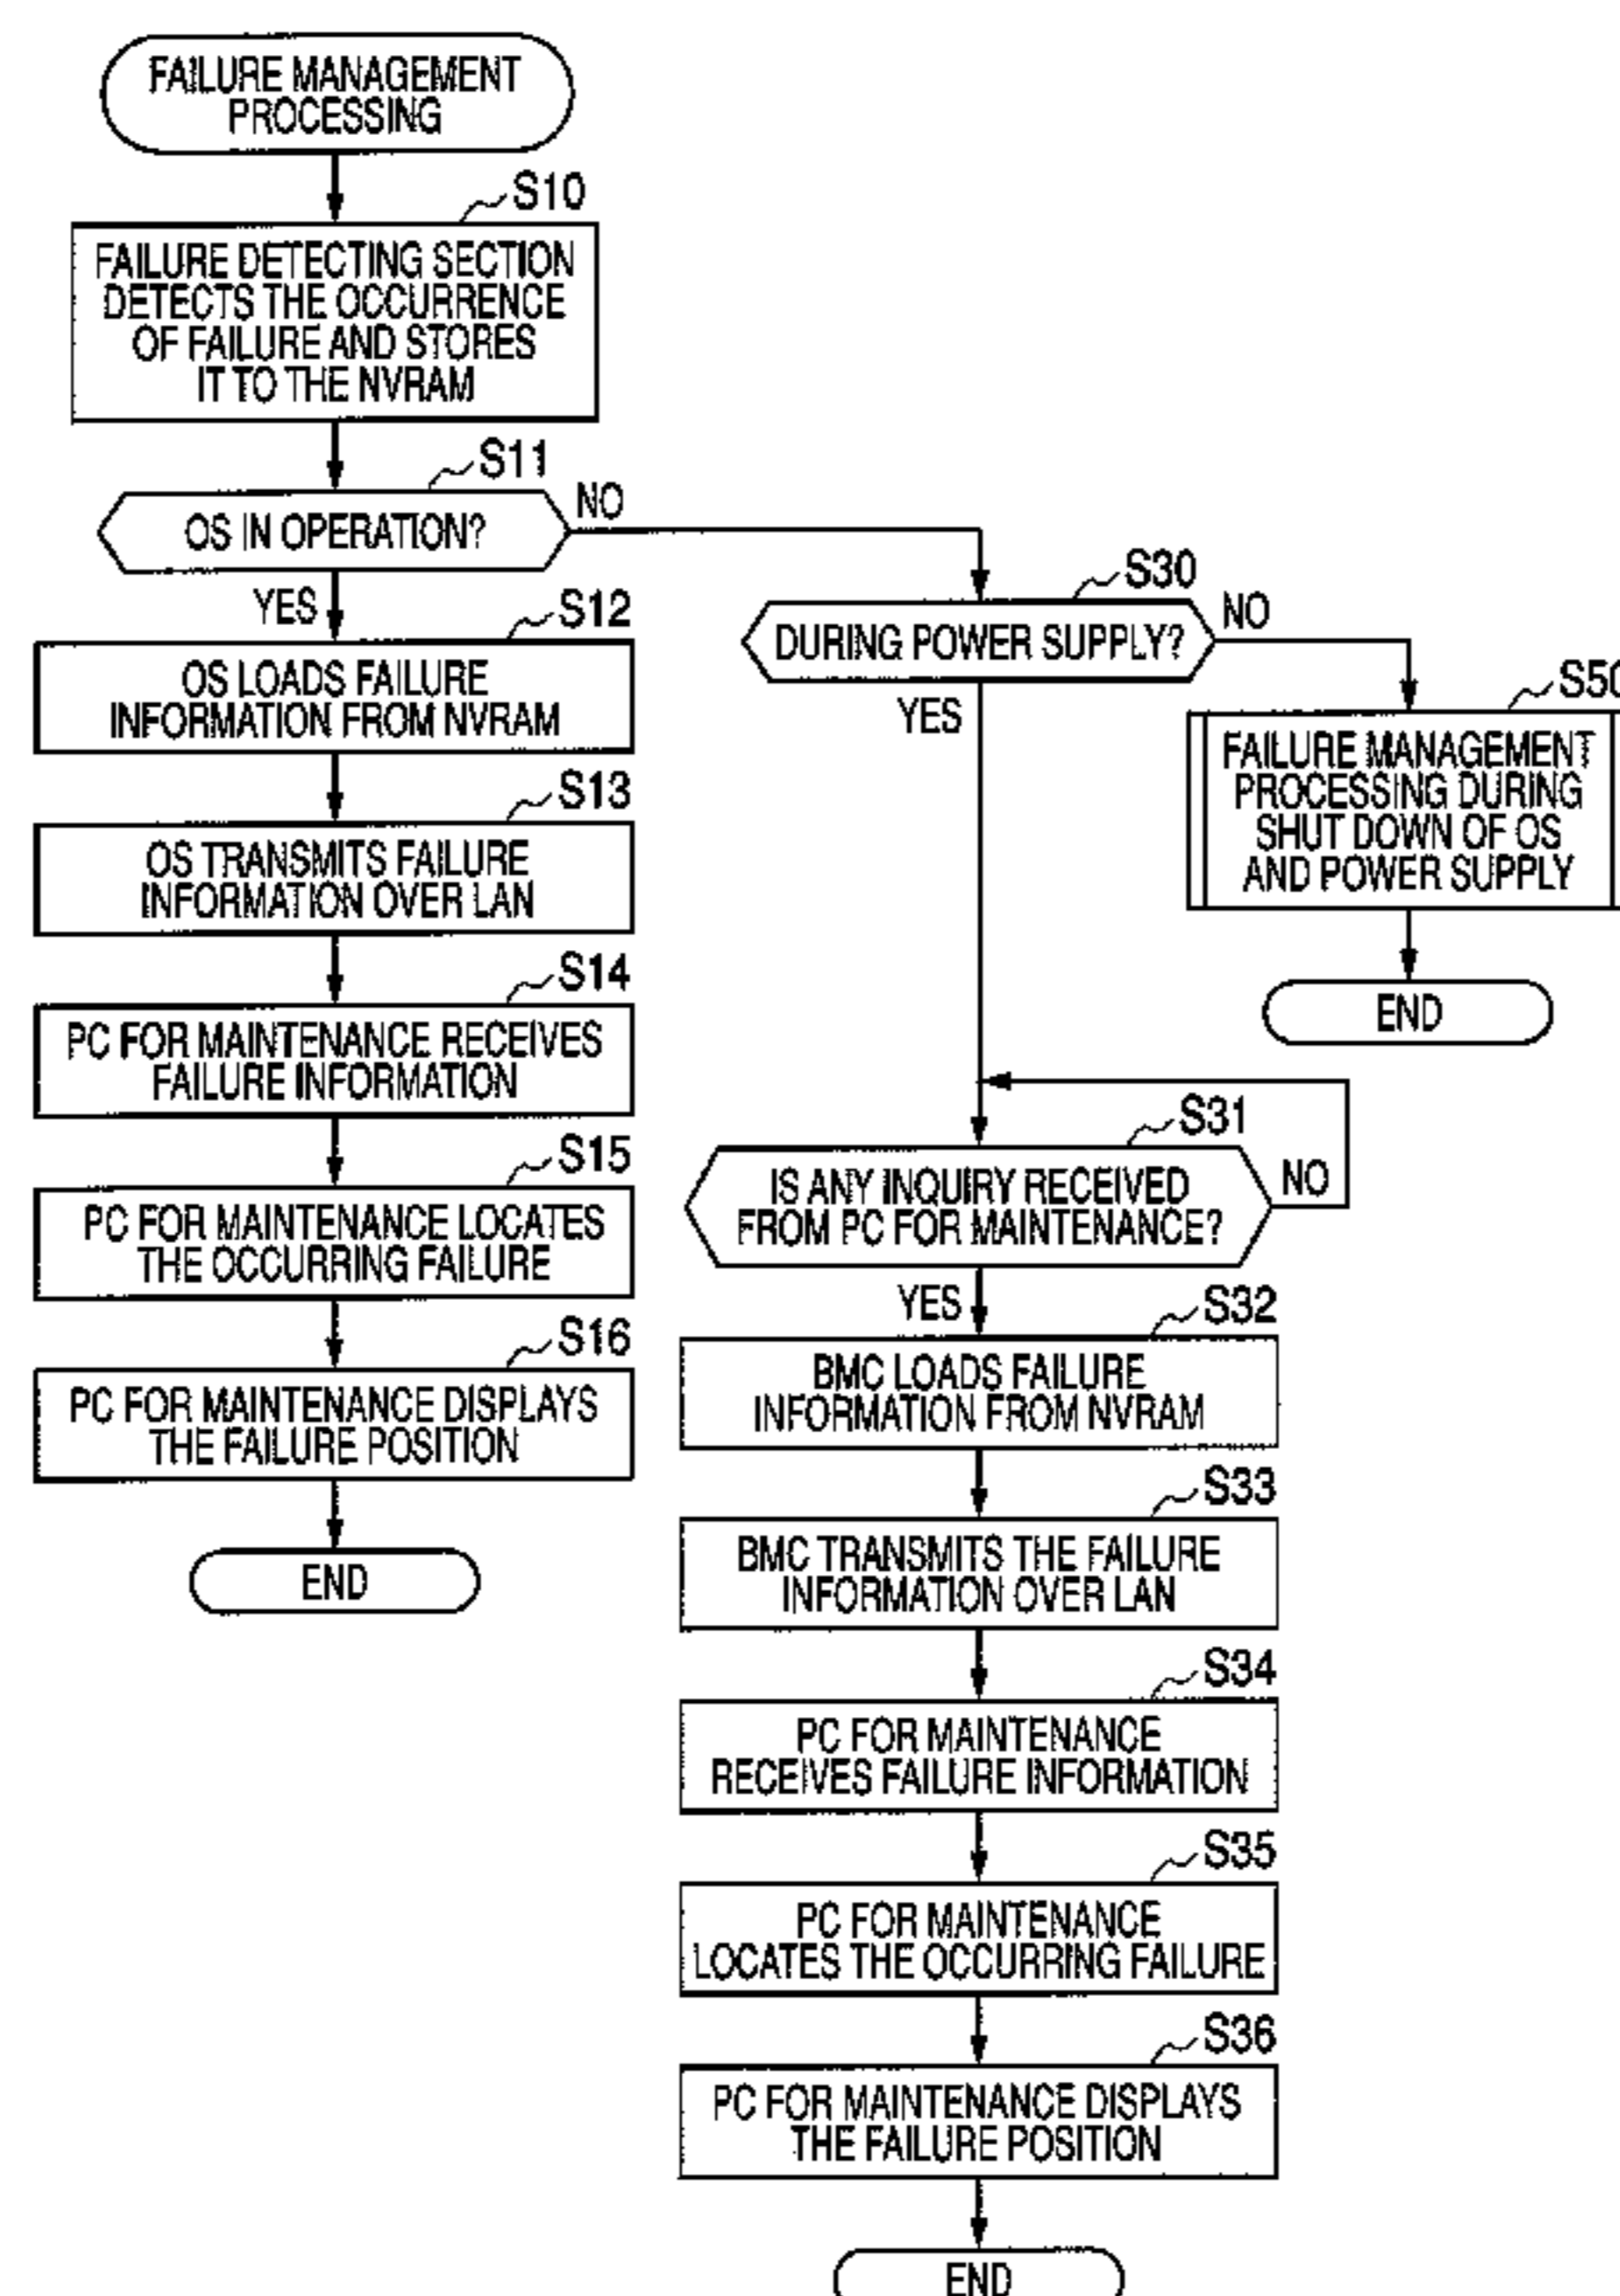 FAILURE MANAGEMENT
PROCESSING
S10
FAILURE DETECTING SECTION
DETECTS THE OCCURRENCE
OF FAILURE AND STORES
IT TO THE NVRAM
S11
OS IN OPERATION?
NO
YES
S12
OS LOADS FAILURE
INFORMATION FROM NVRAM
S13
OS TRANSMITS FAILURE
INFORMATION OVER LAN
S14
PC FOR MAINTENANCE RECEIVES
FAILURE INFORMATION
S15
PC FOR MAINTENANCE LOCATES
THE OCCURRING FAILURE
S16
PC FOR MAINTENANCE DISPLAYS
THE FAILURE POSITION
END
S30
DURING POWER SUPPLY?
NO
YES
S50
FAILURE MANAGEMENT
PROCESSING DURING
SHUT DOWN OF OS
AND POWER SUPPLY
END
S31
IS ANY INQUIRY RECEIVED
FROM PC FOR MAINTENANCE?
NO
YES
S32
BMC LOADS FAILURE
INFORMATION FROM NVRAM
S33
BMC TRANSMITS THE FAILURE
INFORMATION OVER LAN
S34
PC FOR MAINTENANCE
RECEIVES FAILURE INFORMATION
S35
PC FOR MAINTENANCE
LOCATES THE OCCURRING FAILURE
S36
PC FOR MAINTENANCE DISPLAYS
THE FAILURE POSITION
END